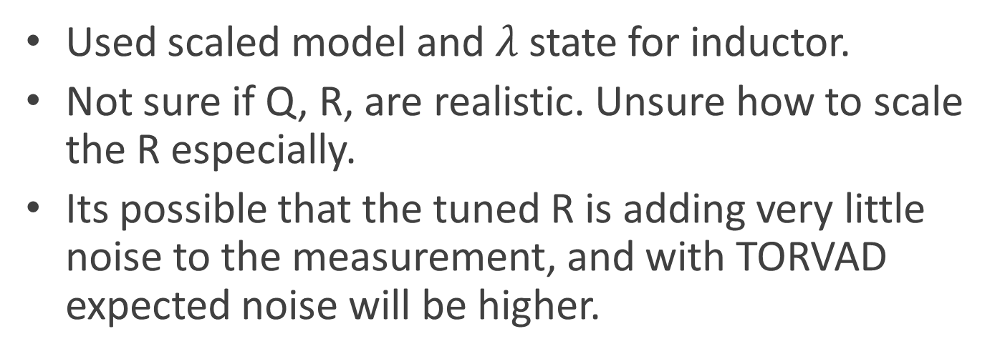 • Used scaled model and λ state for inductor.
• Not sure if Q, R, are realistic. Unsure how to scale
the R especially.
• Its possible that the tuned R is adding very little
noise to the measurement, and with TORVAD
expected noise will be higher.